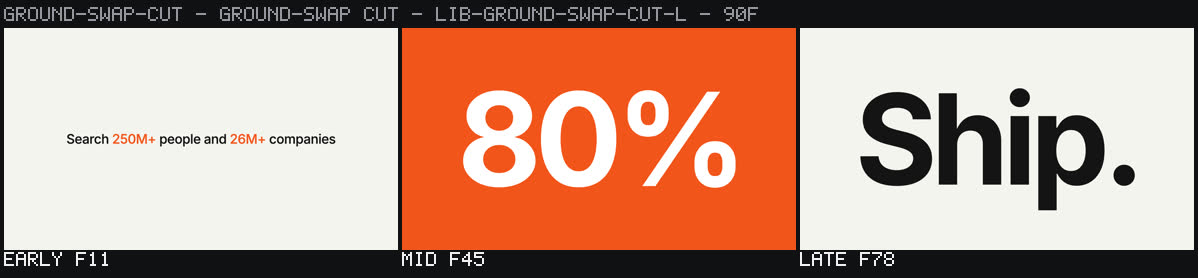 GROUND-SWAP-CUT - GROUND-SWAP CUT - LIB-GROUND-SWAP-CUT-L - 90F
Search 250M+ people and 26M+ companies
80%
Ship.
EARLY F11
MID F45
LATE F78